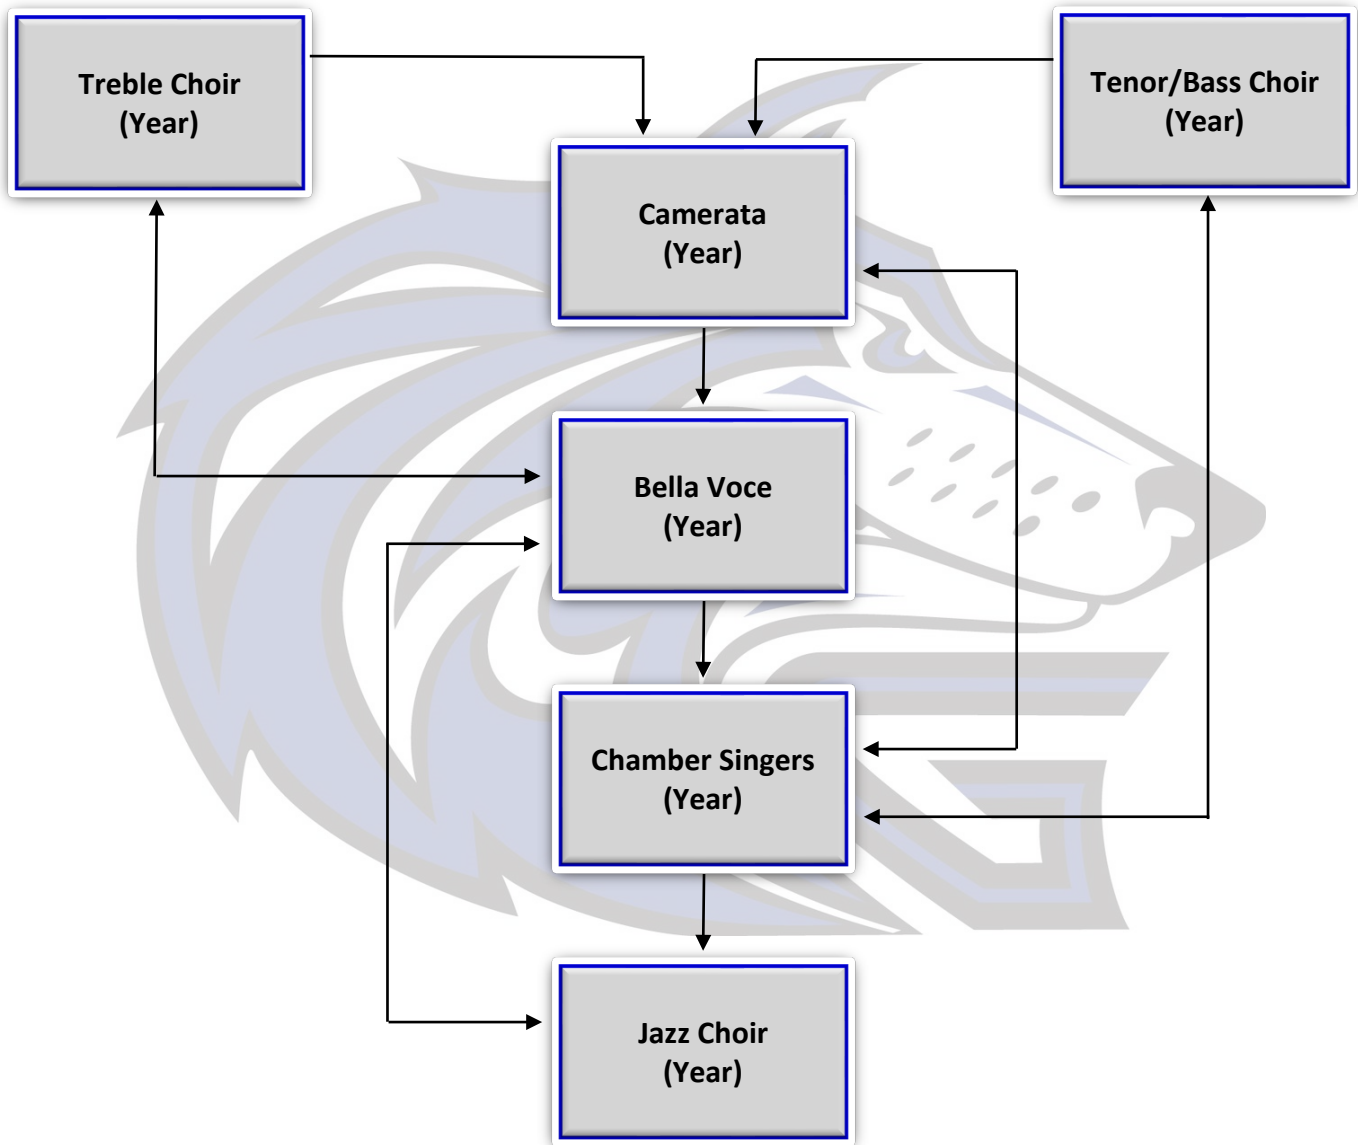 Treble Choir
(Year)
Tenor/Bass Choir
(Year)
Camerata
(Year)
Bella Voce
(Year)
Chamber Singers
(Year)
Jazz Choir
(Year)